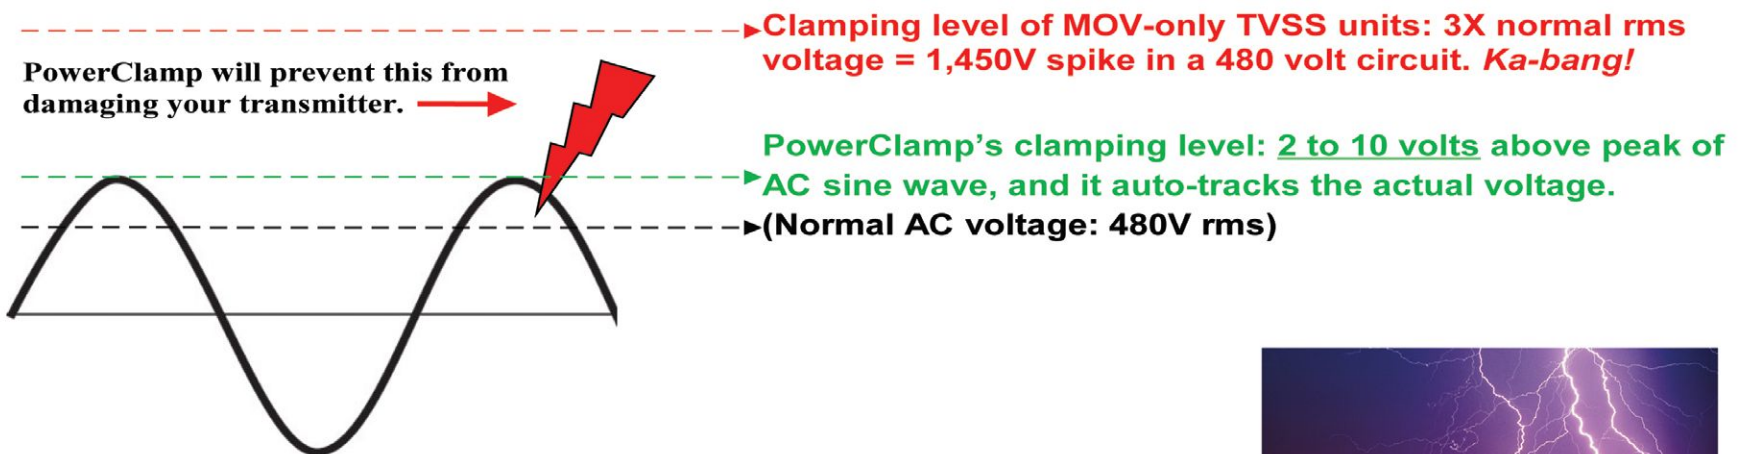 Clamping level of MOV-only TVSS units: 3X normal rms
voltage = 1,450V spike in a 480 volt circuit. Ka-bang!
PowerClamp will prevent this from
damaging your transmitter.
PowerClamp’s clamping level: 2 to 10 volts above peak of
AC sine wave, and it auto-tracks the actual voltage.
(Normal AC voltage: 480V rms)